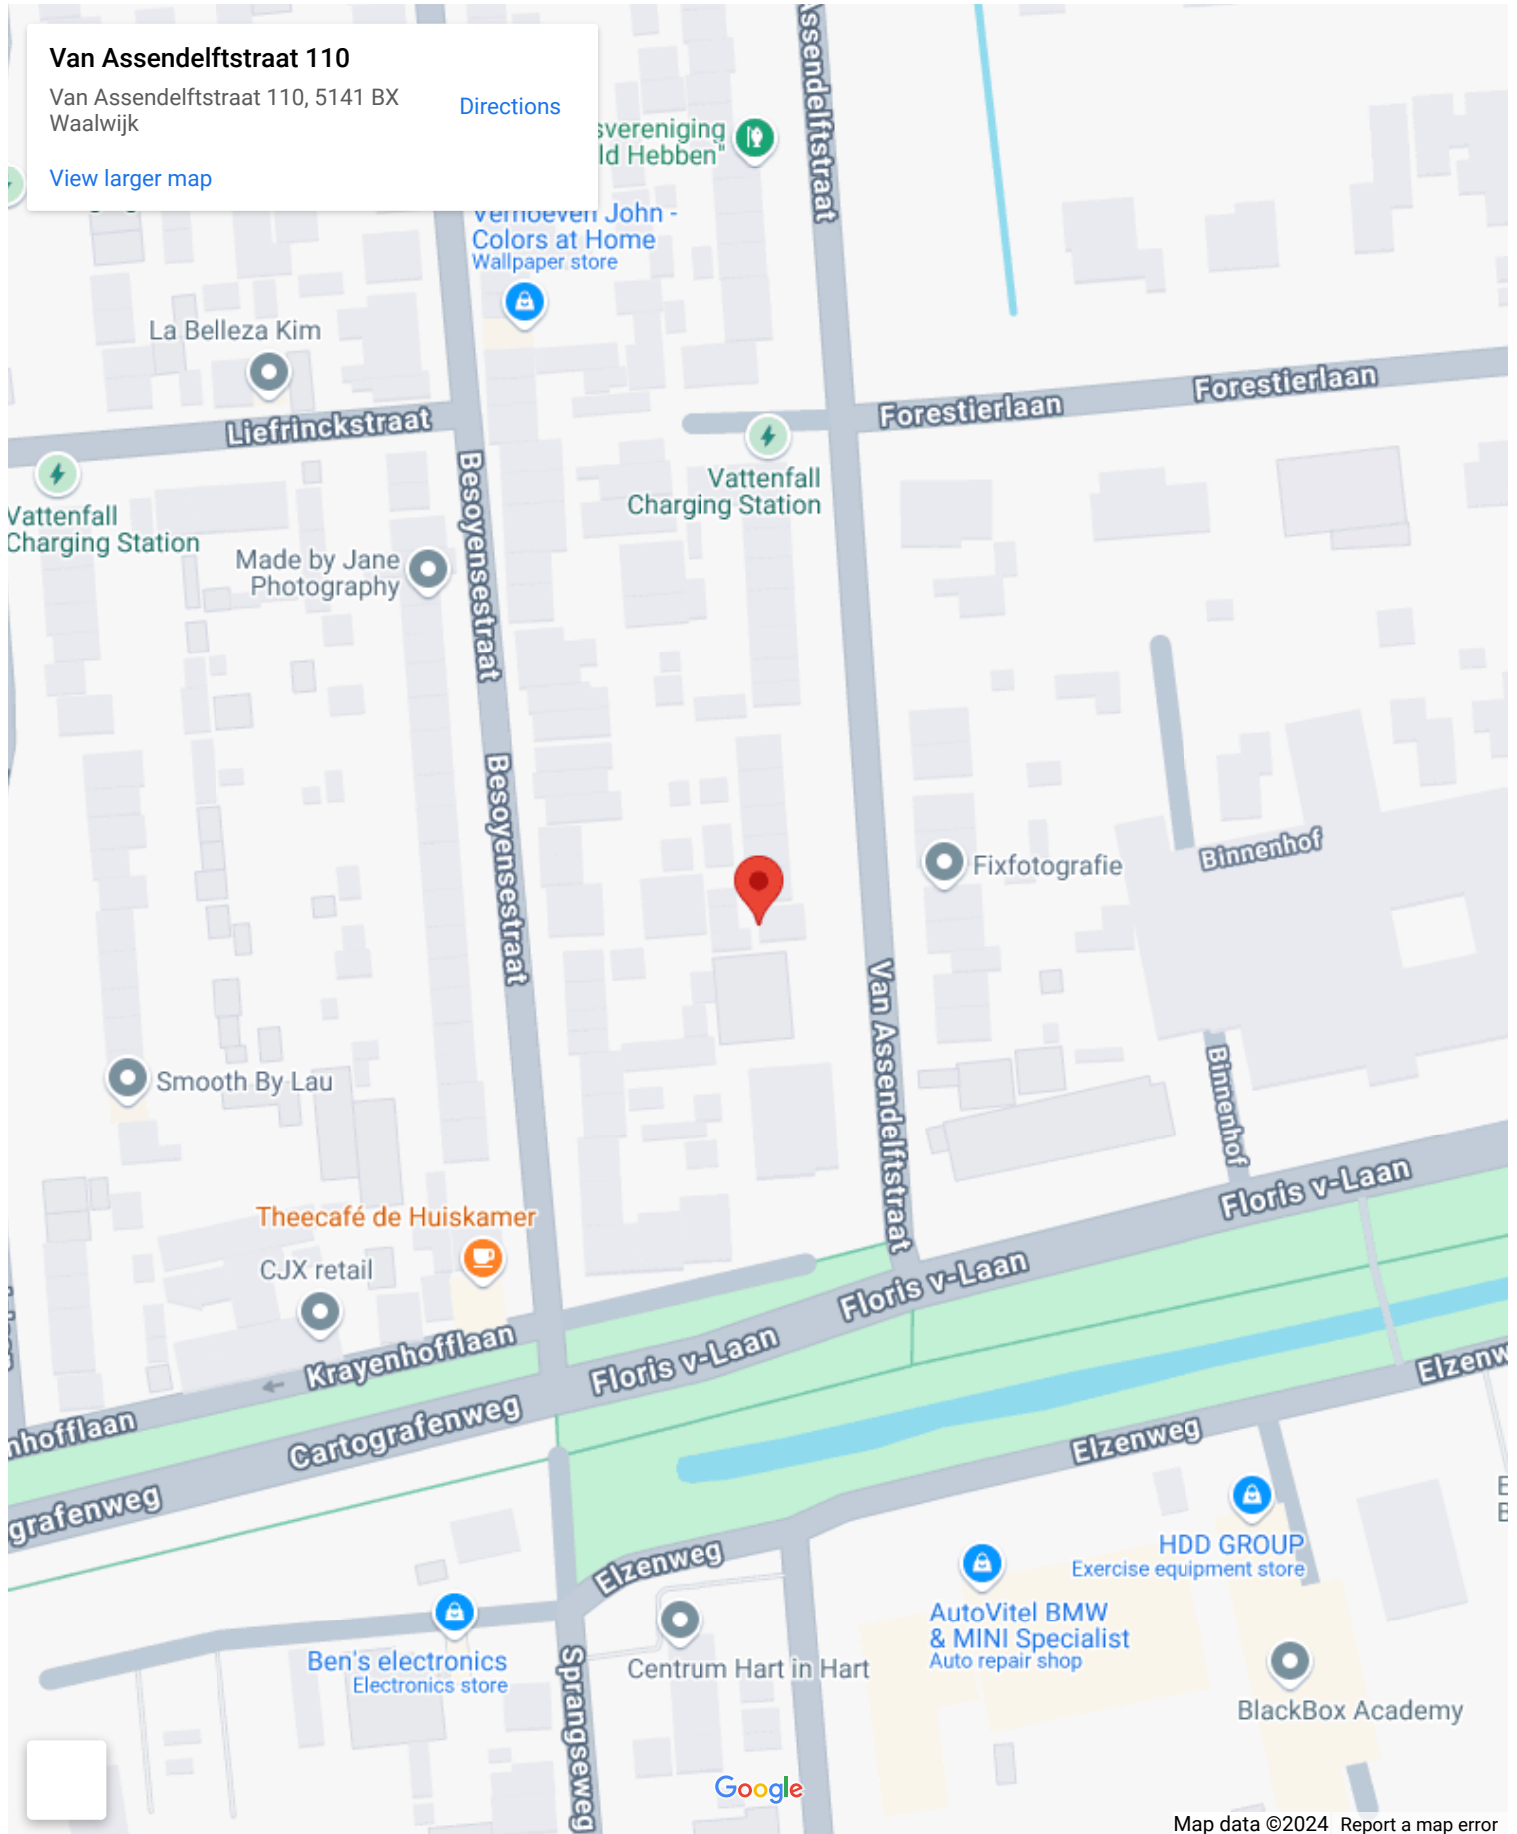 Van Assendelftstraat 110
Van Assendelftstraat 110, 5141 BX
Waalwijk
Directions
View larger map
svereniging
ld Hebben"
Assendelftstraat
Verhoeven John -
Colors at Home
Wallpaper store
La Belleza Kim
Liefrinckstraat
Forestierlaan
Forestierlaan
Vattenfall
Charging Station
Vattenfall
Charging Station
Besoyensestraat
Made by Jane
Photography
Besoyensestraat
Binnenhof
Fixfotografie
Van Assendelftstraat
Binnenhof
Smooth By Lau
Floris v-Laan
Theecafé de Huiskamer
CJX retail
Floris v-Laan
Krayenhofflaan
Floris v-Laan
Elzenw
nhofflaan
Cartografenweg
Elzenweg
grafenweg
E
B
HDD GROUP
Exercise equipment store
Elzenweg
AutoVitel BMW
& MINI Specialist
Auto repair shop
Ben's electronics
Electronics store
Centrum Hart in Hart
Sprangseweg
BlackBox Academy
Google
Map data ©2024
Report a map error